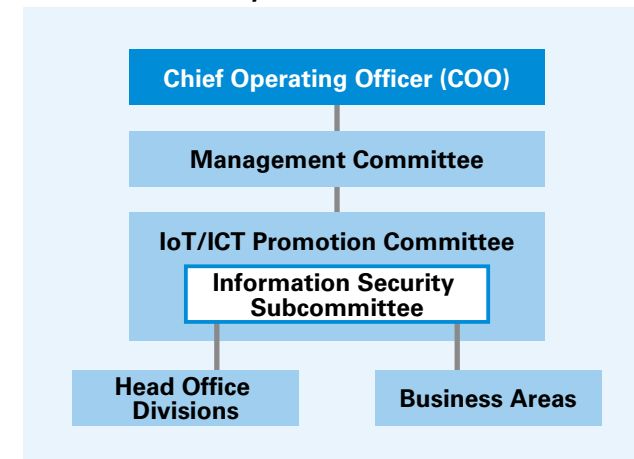 Chief Operating Officer (COO)
Management Committee
IoT/ICT Promotion Committee
Information Security
Subcommittee
Head Office
Divisions
Business Areas